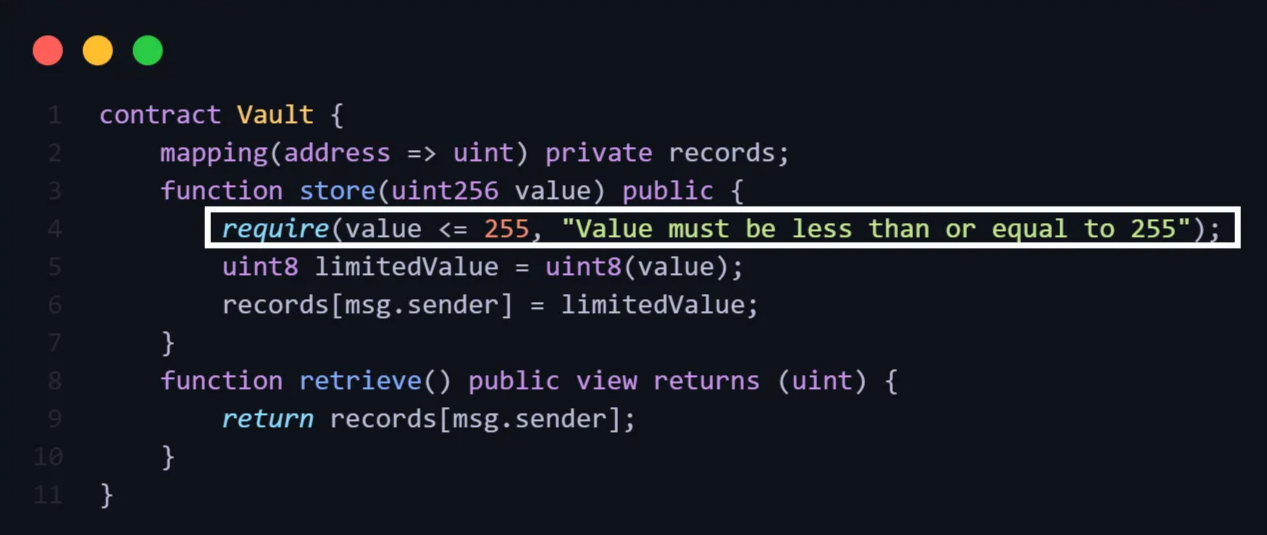 1 contract Vault {
2 mapping(address => uint) private records;
3 function store(uint256 value) public {
4 require(value <= 255, "Value must be less than or equal to 255");
5 uint8 limitedValue = uint8(value);
6 records[msg.sender] = limitedValue;
7 }
8 function retrieve() public view returns (uint) {
9 return records[msg.sender];
10 }
11 }